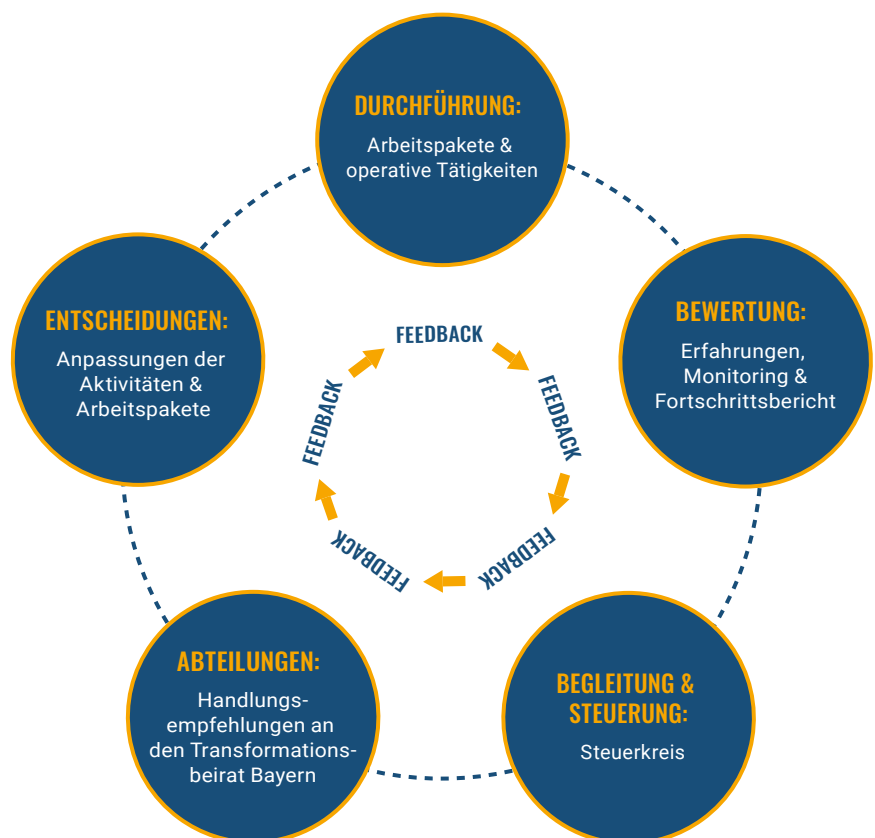 DURCHFÜHRUNG:
Arbeitspakete &
operative Tätigkeiten
BEWERTUNG:
Erfahrungen,
Monitoring &
Fortschrittsbericht
BEGLEITUNG &
STEUERUNG:
Steuerkreis
ABTEILUNGEN:
Handlungs-
empfehlungen an
den Transformations-
beirat Bayern
ENTSCHEIDUNGEN:
Anpassungen der
Aktivitäten &
Arbeitspakete
FEEDBACK
FEEDBACK
FEEDBACK
FEEDBACK
FEEDBACK